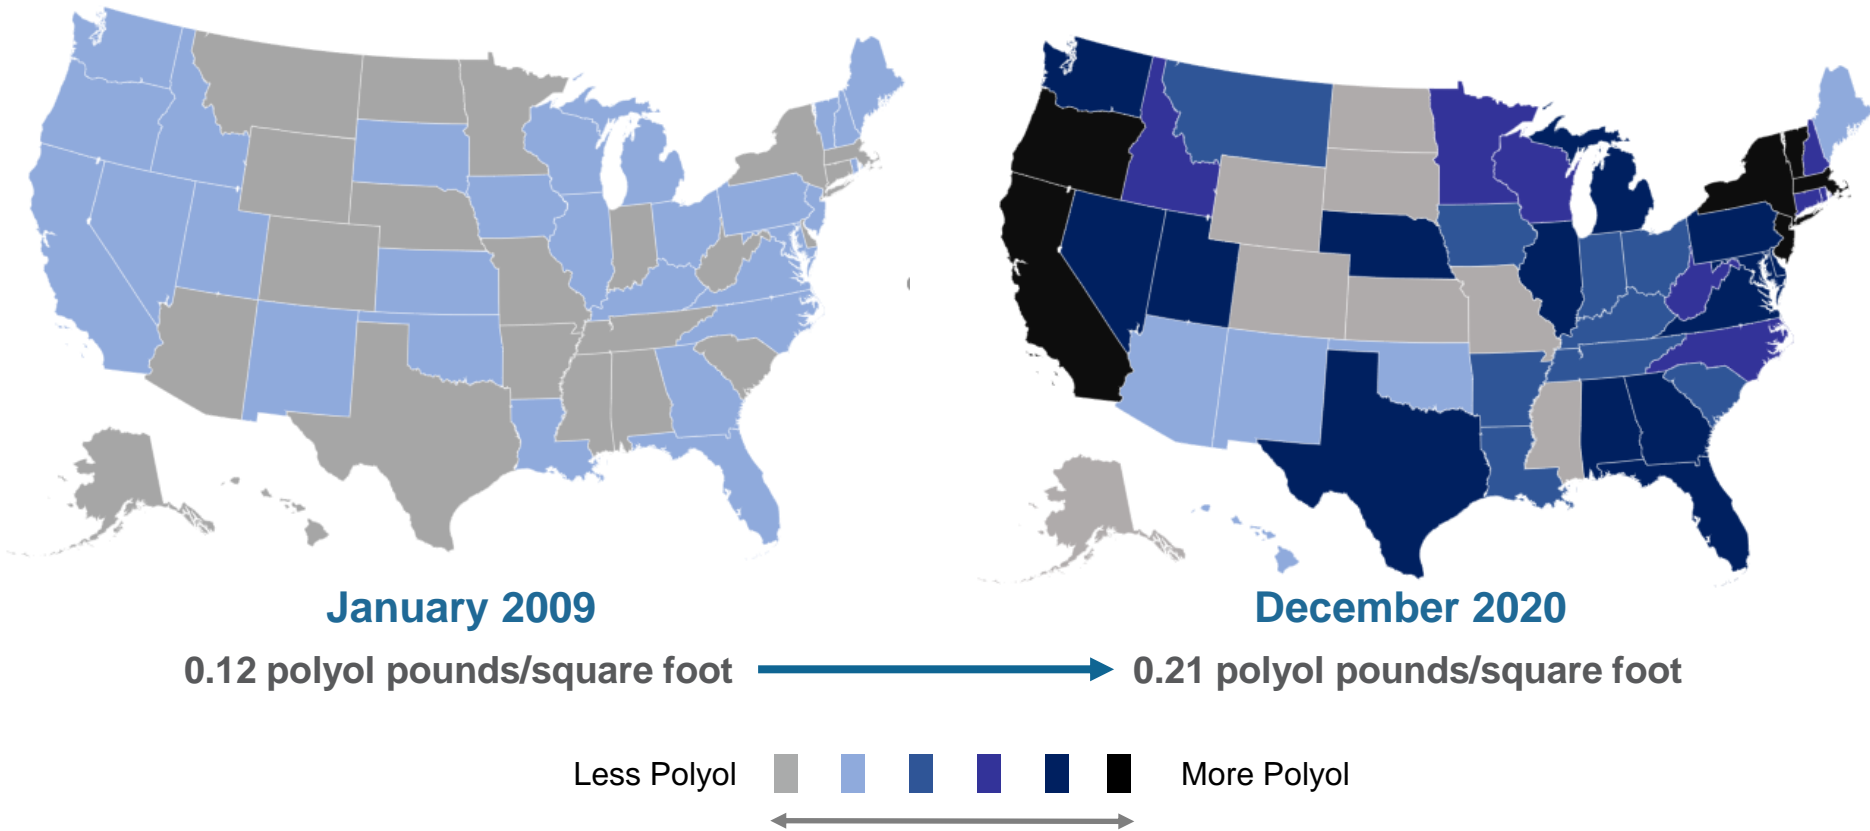 January 2009
December 2020
0.12 polyol pounds/square foot
0.21 polyol pounds/square foot
Less Polyol
More Polyol